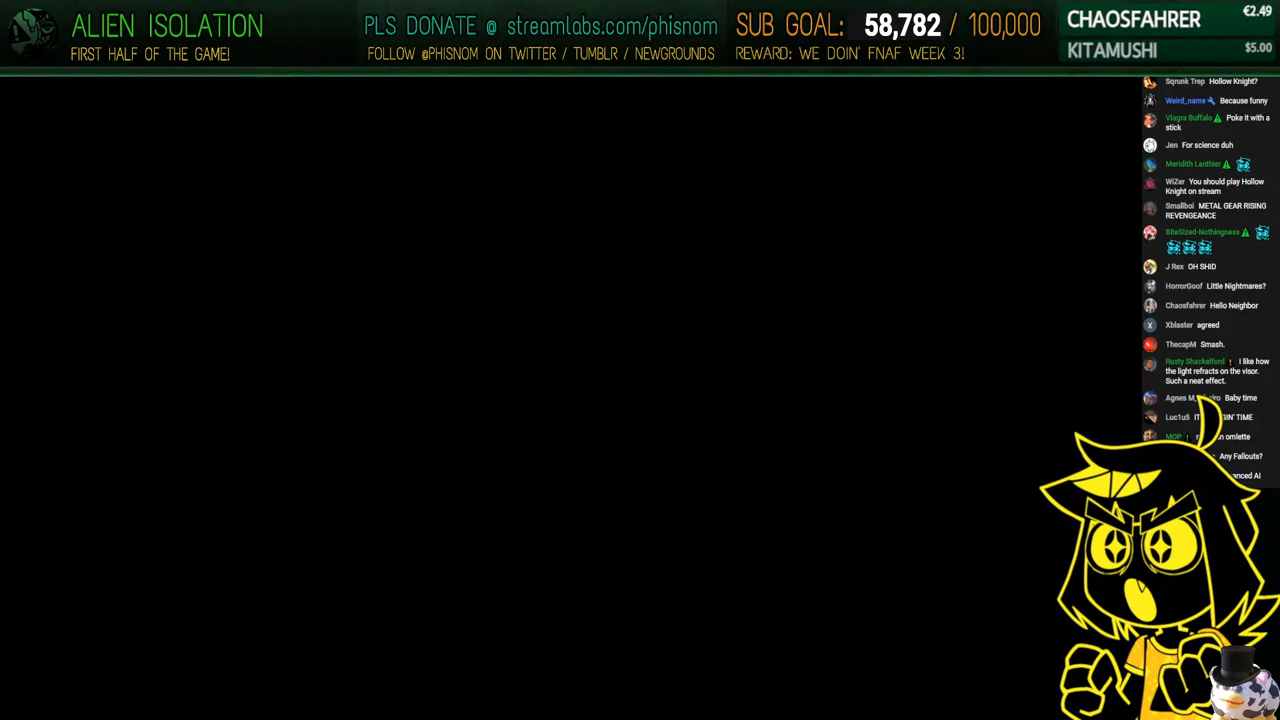 ALIEN ISOLATION
FIRST HALF OF THE GAME!
PLS DONATE @ streamlabs.com/phisnom
FOLLOW @PHISNOM ON TWITTER / TUMBLR / NEWGROUNDS
SUB GOAL: 58,782 / 100,000
REWARD: WE DOIN' FNAF WEEK 3!
CHAOSFAHRER €2.49
KITAMUSHI $5.00
Sqrunk Trep Hollow Knight?
Weird_name Because funny
Viagra Buffalo Poke it with a
stick
Jen For science duh
Meridith Lanthier
WiZer You should play Hollow
Knight on stream
Smallboi METAL GEAR RISING
REVENGEANCE
BiteSized-Nothingness
J Rex OH SHID
HorrorGoof Little Nightmares?
Chaosfahrer Hello Neighbor
X Xblaster agreed
ThecapM Smash.
Rusty Shackelford I like how
the light refracts on the visor.
Such a neat effect.
Agnes Baby time
Luc1u5 TIME
MOP omlette
Any Fallouts?
AI